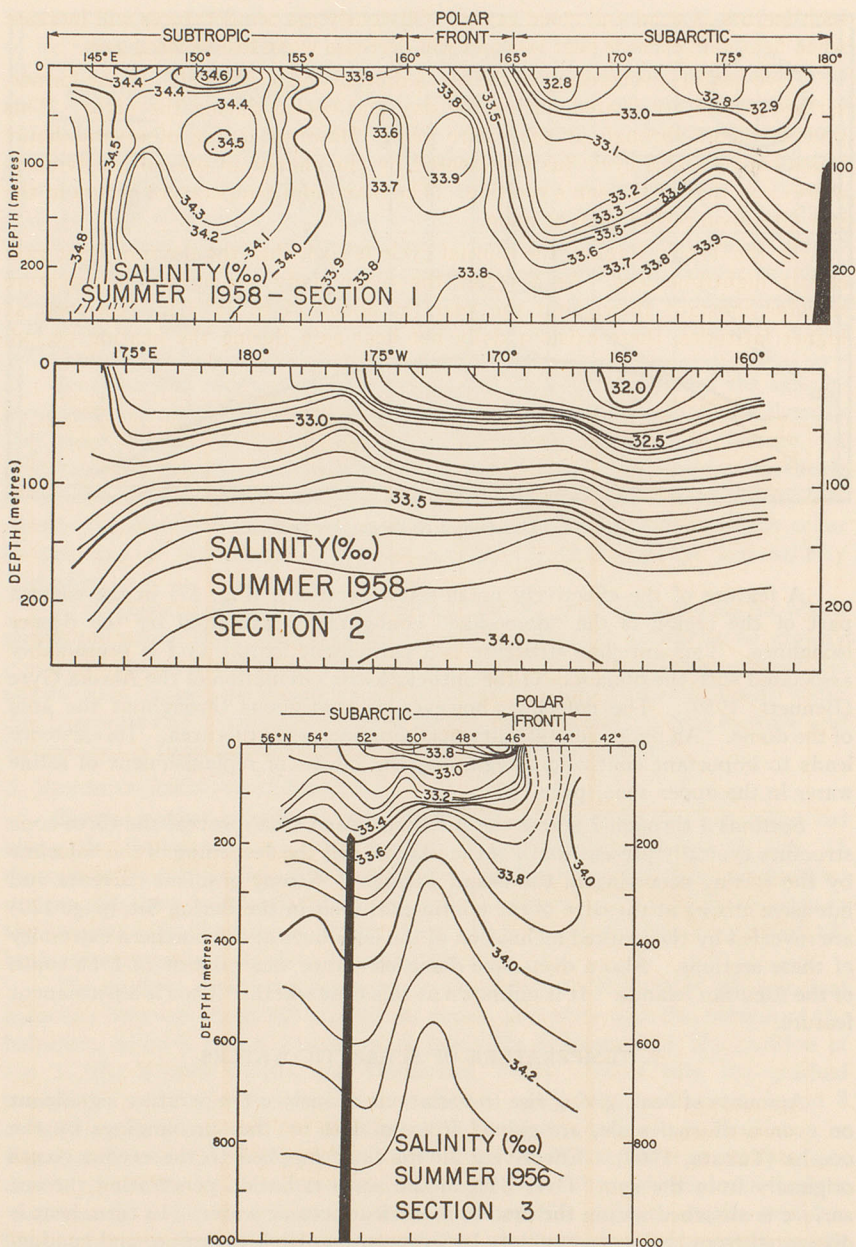 SUBTROPIC POLAR FRONT SUBARCTIC
145°E 150° 155° 160° 165° 170° 175° 180°
0 34.4 34.6 33.8 33.8 33.5 32.8 32.8 32.9
34.4 34.4 33.0
34.5 34.5 33.6 33.1
100 33.7 33.9 33.2 33.4 100
34.3 33.3
34.8 34.2 34.1 34.0 33.5 33.9
200 33.9 33.8 33.8 33.6 33.7 33.8 200
DEPTH (metres)
SALINITY (‰)
SUMMER 1958 – SECTION 1
175°E 180° 175°W 170° 165° 160°
0 32.0
33.0 32.5
100 33.5 100
200 200
34.0
DEPTH (metres)
SALINITY (‰)
SUMMER 1958
SECTION 2
SUBARCTIC POLAR FRONT
56°N 54° 52° 50° 48° 46° 44° 42°
0 33.8 0
33.0
33.2
33.4
200 33.6 200
33.8 34.0
400 34.0 400
600 600
34.2
800 800
1000 1000
DEPTH (metres)
SALINITY (‰)
SUMMER 1956
SECTION 3